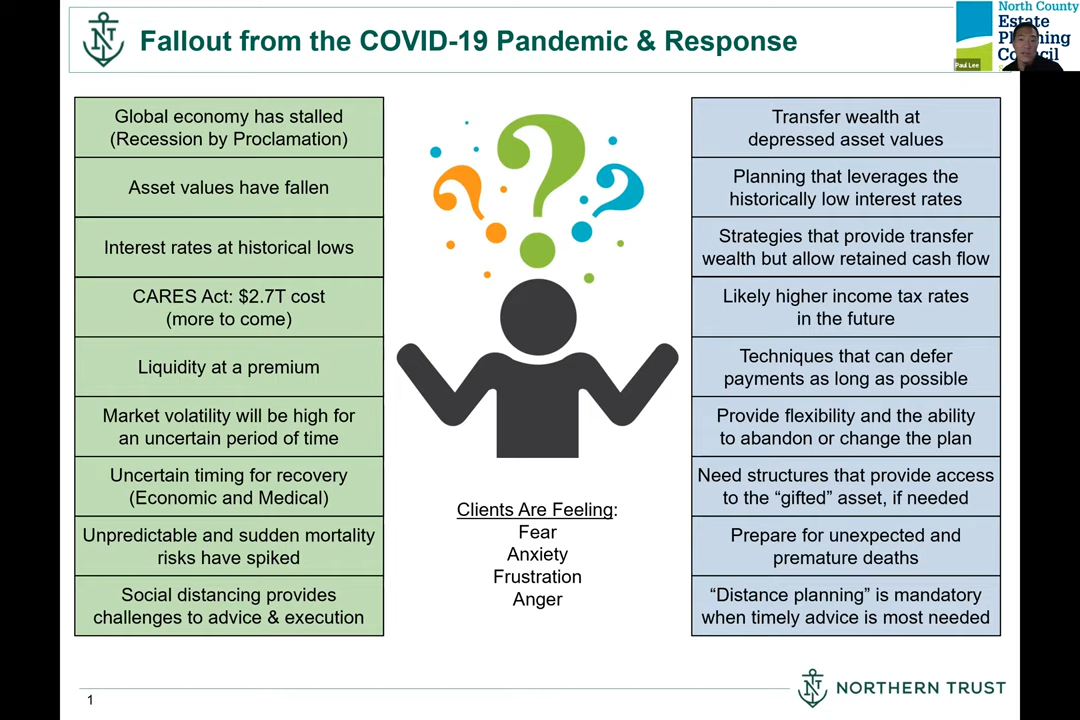 Fallout from the COVID-19 Pandemic & Response
North County
Estate
Planning
Council
Paul Lee
Global economy has stalled
(Recession by Proclamation)
Asset values have fallen
Interest rates at historical lows
CARES Act: $2.7T cost
(more to come)
Liquidity at a premium
Market volatility will be high for
an uncertain period of time
Uncertain timing for recovery
(Economic and Medical)
Unpredictable and sudden mortality
risks have spiked
Social distancing provides
challenges to advice & execution
? ? ?
Clients Are Feeling:
Fear
Anxiety
Frustration
Anger
Transfer wealth at
depressed asset values
Planning that leverages the
historically low interest rates
Strategies that provide transfer
wealth but allow retained cash flow
Likely higher income tax rates
in the future
Techniques that can defer
payments as long as possible
Provide flexibility and the ability
to abandon or change the plan
Need structures that provide access
to the “gifted” asset, if needed
Prepare for unexpected and
premature deaths
“Distance planning” is mandatory
when timely advice is most needed
1
NORTHERN TRUST